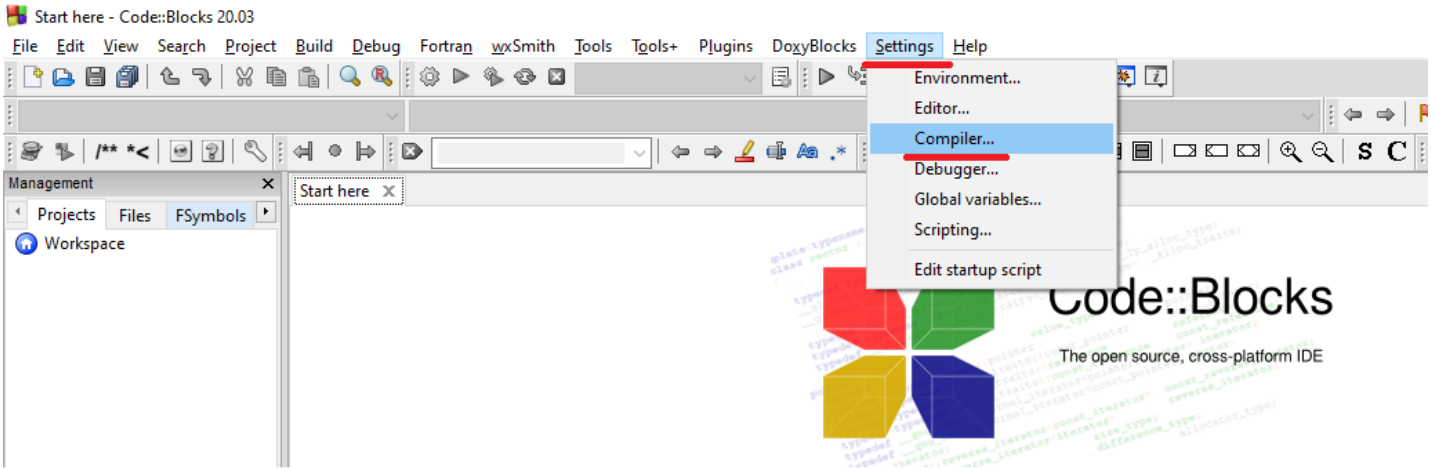 Start here - Code::Blocks 20.03
File Edit View Search Project Build Debug Fortran wxSmith Tools Tools+ Plugins DoxyBlocks Settings Help
Environment...
Editor...
Compiler...
/** *< Aa .* S C
Debugger...
Management
Start here
Global variables...
Projects Files FSymbols
Scripting...
Workspace
Edit startup script
Code::Blocks
The open source, cross-platform IDE